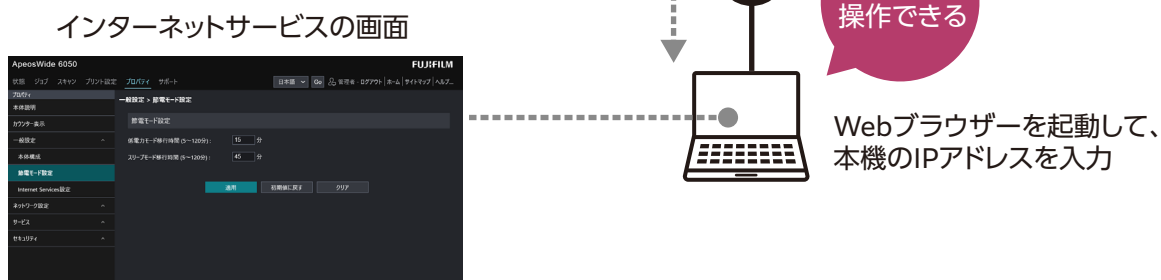 操作できる
インターネットサービスの画面
ApeosWide 6050
FUJIFILM
状態 ジョブ スキャン プリント設定 プロパティ サポート
日本語 Go 管理者 - ログアウト | ホーム | サイトマップ | ヘルプ...
プロパティ
本体説明
カウンター表示
一般設定
本体構成
節電モード設定
Internet Services設定
ネットワーク設定
サービス
セキュリティ
一般設定 > 節電モード設定
節電モード設定
低電力モード移行時間 (5~120分) : 15 分
スリープモード移行時間 (5~120分) : 45 分
適用 初期値に戻す クリア
Webブラウザーを起動して、
本機のIPアドレスを入力